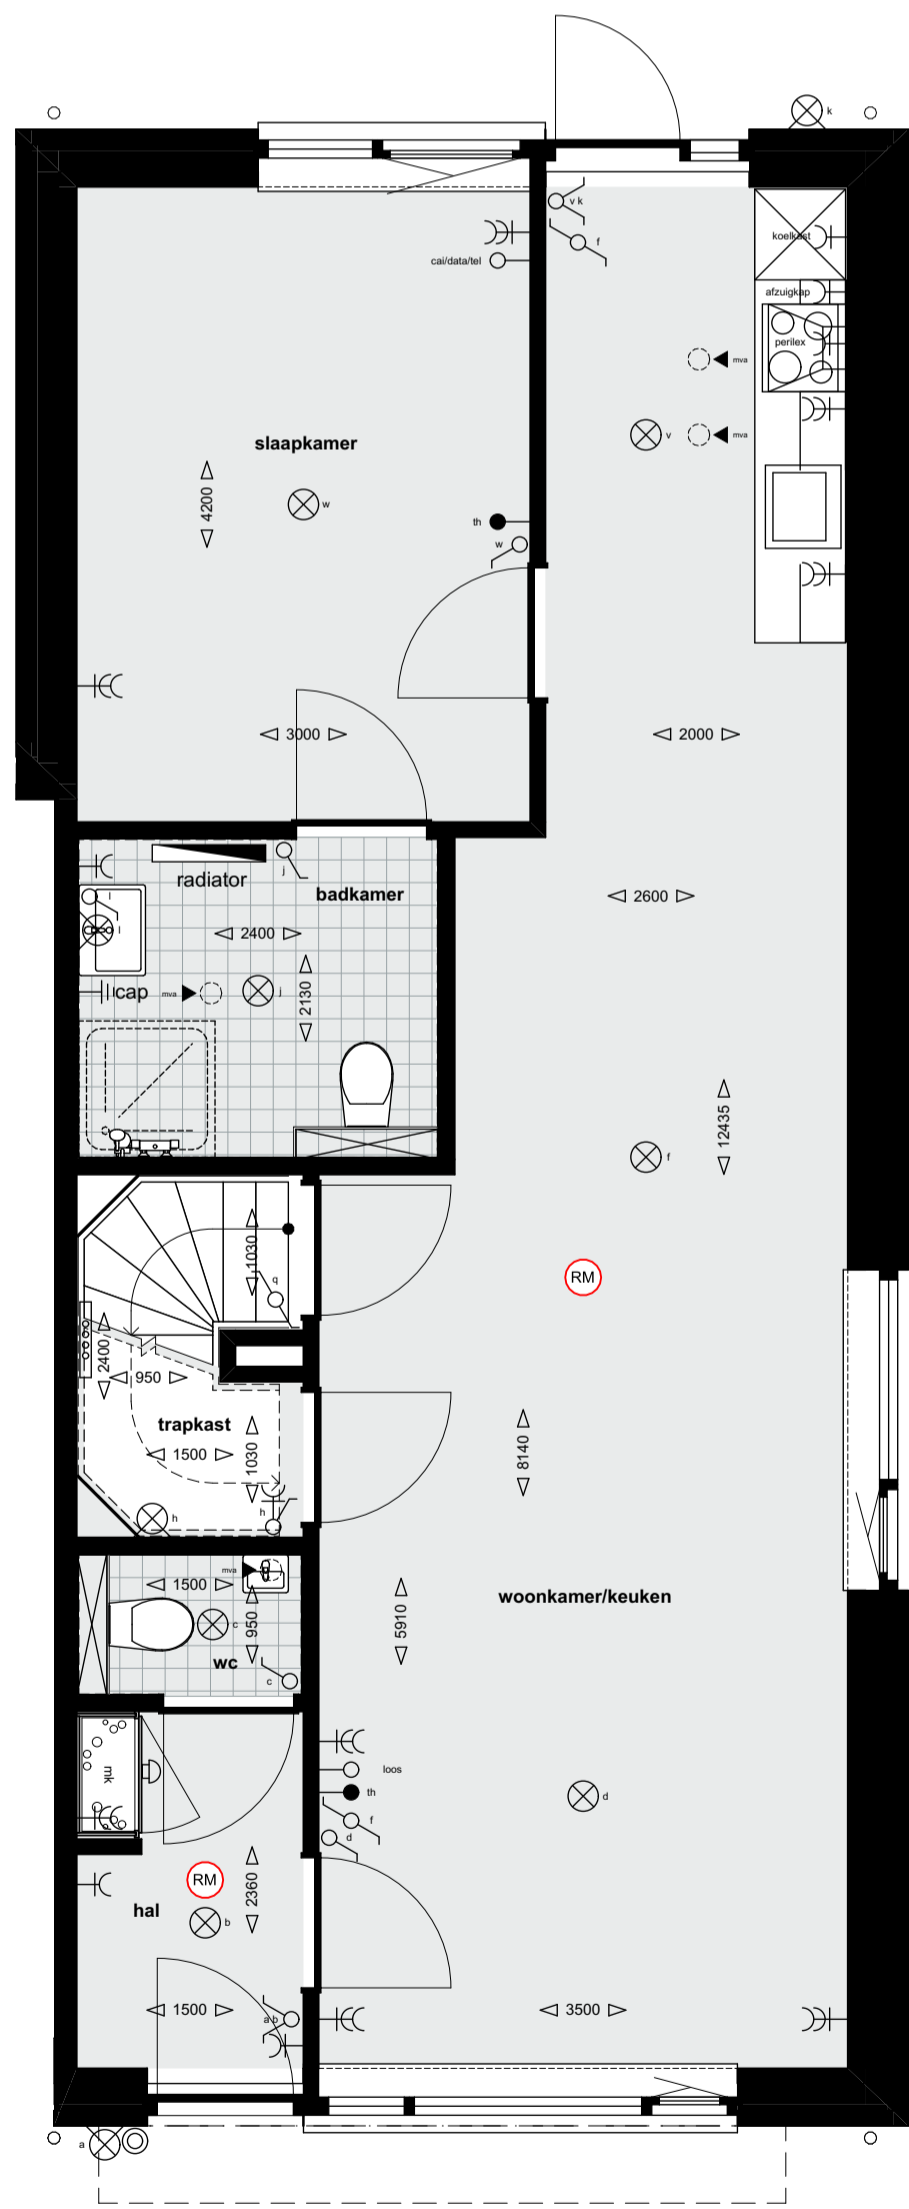 k
v k
f
koelkast
cai/data/tel
afzuigkap
perilex
mva
slaapkamer
v
mva
4200
w
th
w
3000
2000
j
radiator
badkamer
2600
l
l
2400
cap
mva
j
2130
12435
f
1030
q
RM
2400
950
trapkast
8140
1500
1030
h
h
mva
1500
950
c
5910
woonkamer/keuken
wc
c
mk
loos
th
f
d
d
RM
2360
hal
b
1500
a b
3500
a